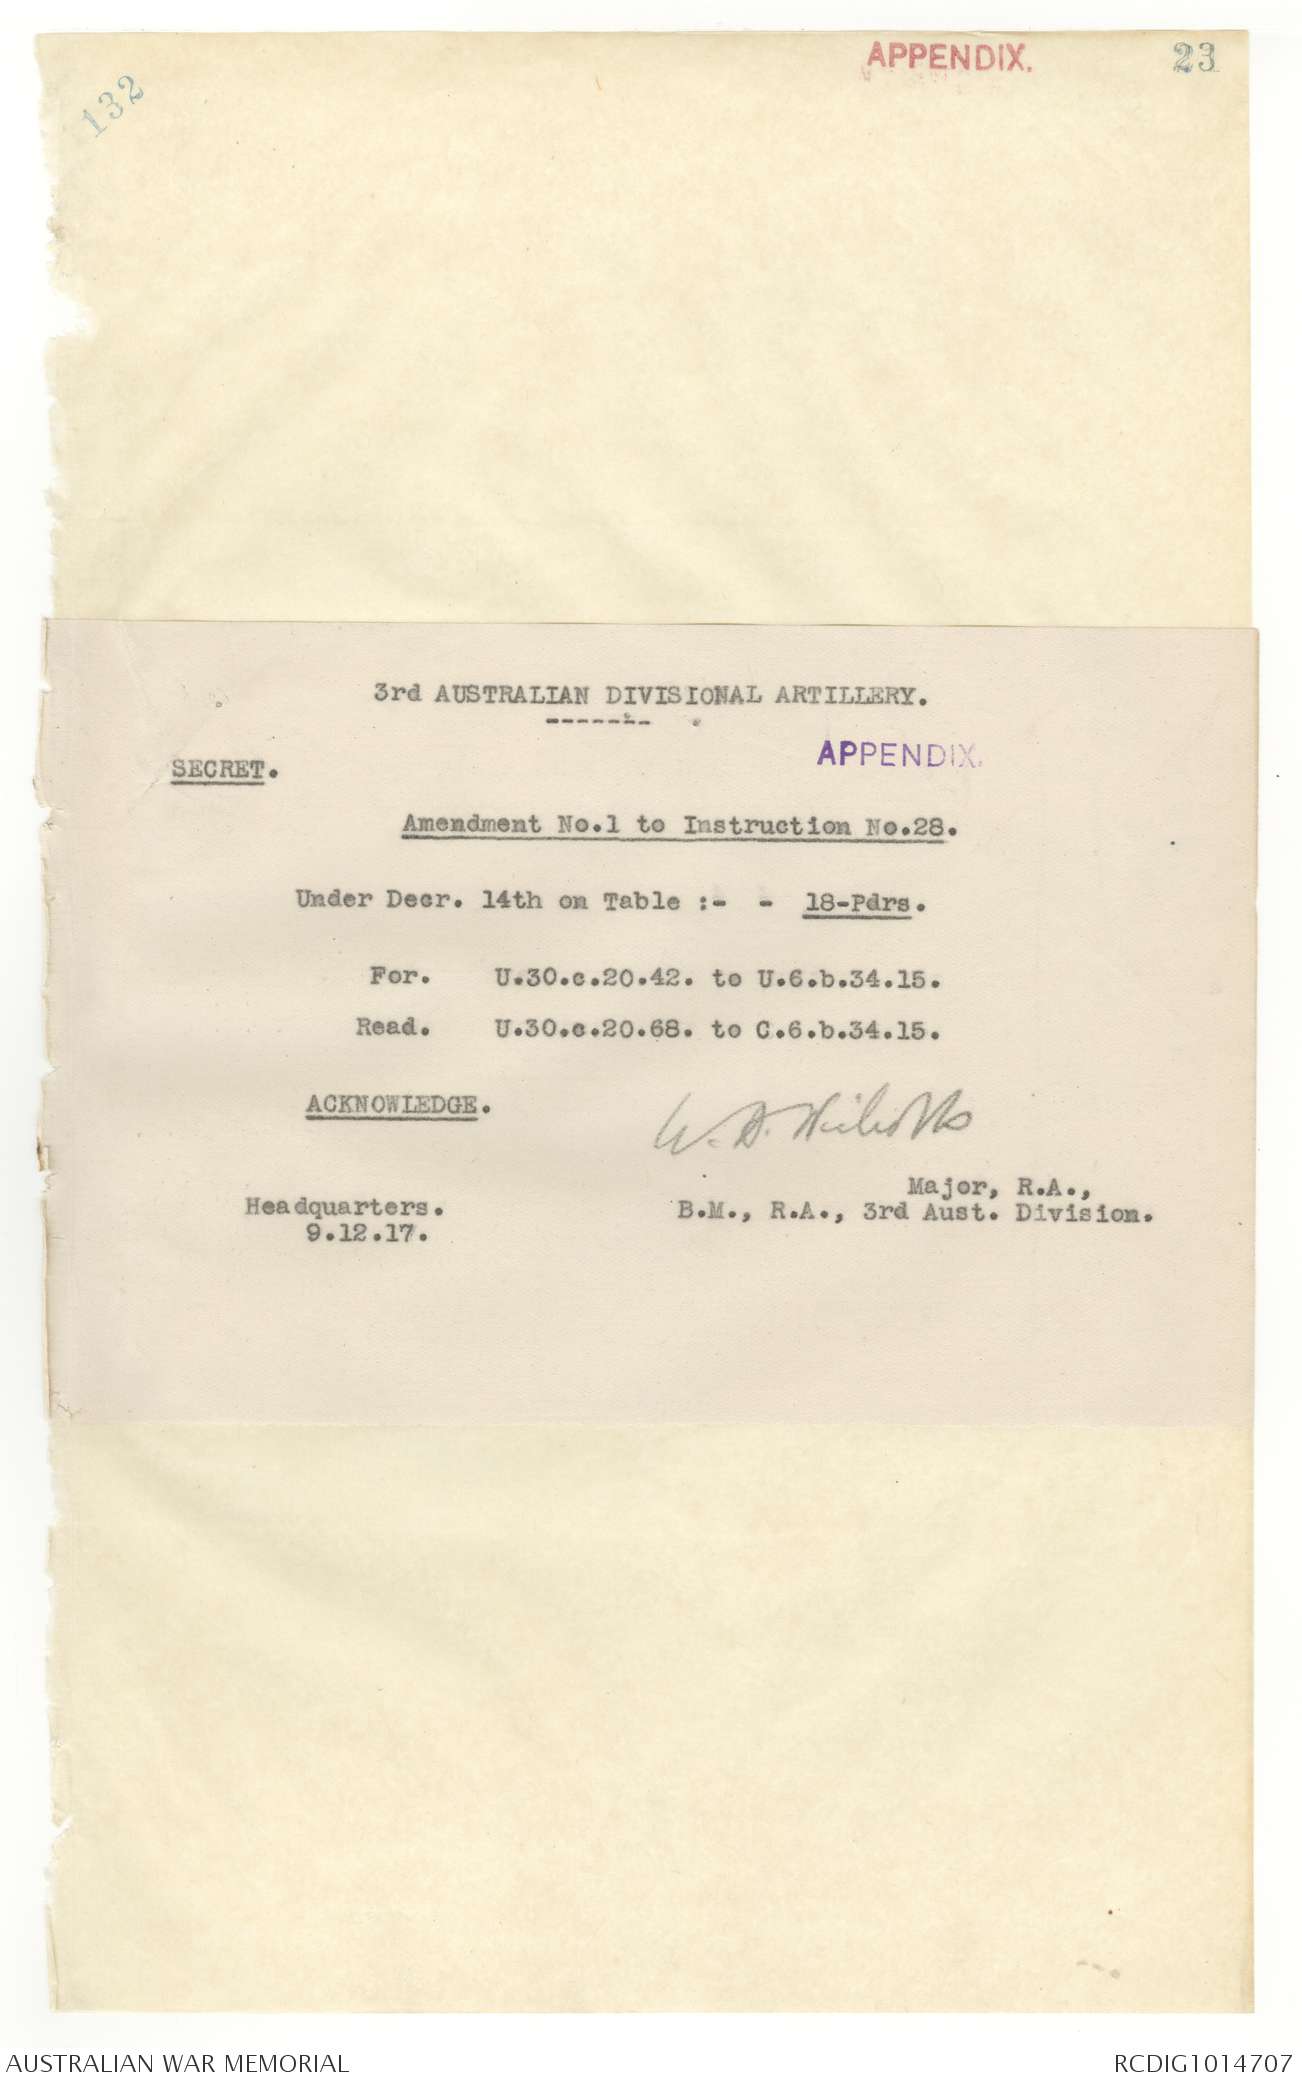 APPENDIX.
23
132
3rd AUSTRALIAN DIVISIONAL ARTILLERY.
-------
APPENDIX.
SECRET.
Amendment No.1 to Instruction No.28.
Under Decr. 14th on Table :- - 18-Pdrs.
For. U.30.c.20.42. to U.6.b.34.15.
Read. U.30.c.20.68. to C.6.b.34.15.
ACKNOWLEDGE.
W. D. Nicholls
Major, R.A.,
Headquarters. B.M., R.A., 3rd Aust. Division.
9.12.17.
AUSTRALIAN WAR MEMORIAL RCDIG1014707